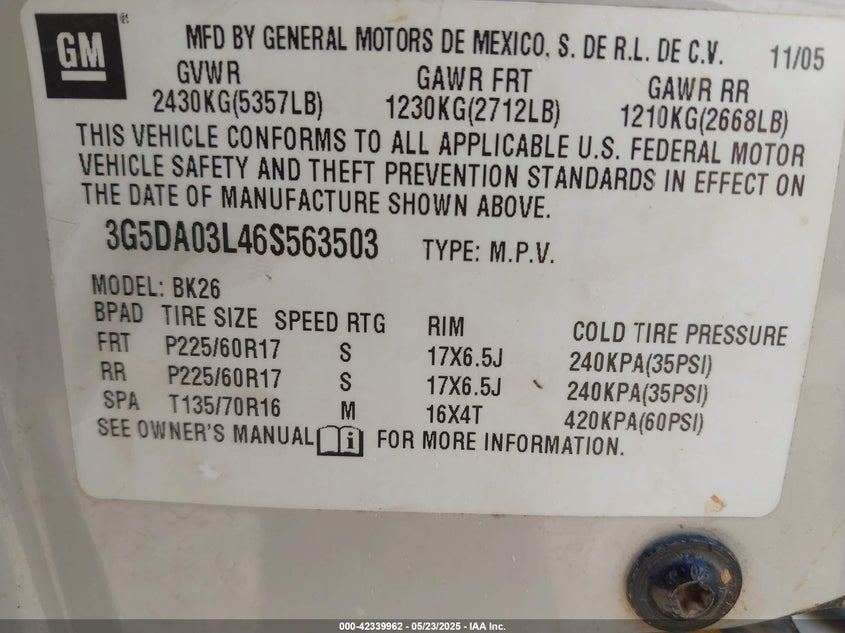 GM
MFD BY GENERAL MOTORS DE MEXICO, S. DE R.L. DE C.V. 11/05
GVWR GAWR FRT GAWR RR
2430KG(5357LB) 1230KG(2712LB) 1210KG(2668LB)
THIS VEHICLE CONFORMS TO ALL APPLICABLE U.S. FEDERAL MOTOR
VEHICLE SAFETY AND THEFT PREVENTION STANDARDS IN EFFECT ON
THE DATE OF MANUFACTURE SHOWN ABOVE.
3G5DA03L46S563503 TYPE: M.P.V.
MODEL: BK26
BPAD TIRE SIZE SPEED RTG RIM COLD TIRE PRESSURE
FRT P225/60R17 S 17X6.5J 240KPA(35PSI)
RR P225/60R17 S 17X6.5J 240KPA(35PSI)
SPA T135/70R16 M 16X4T 420KPA(60PSI)
SEE OWNER'S MANUAL i FOR MORE INFORMATION.
000-42339962 - 05/23/2025 - IAA Inc.